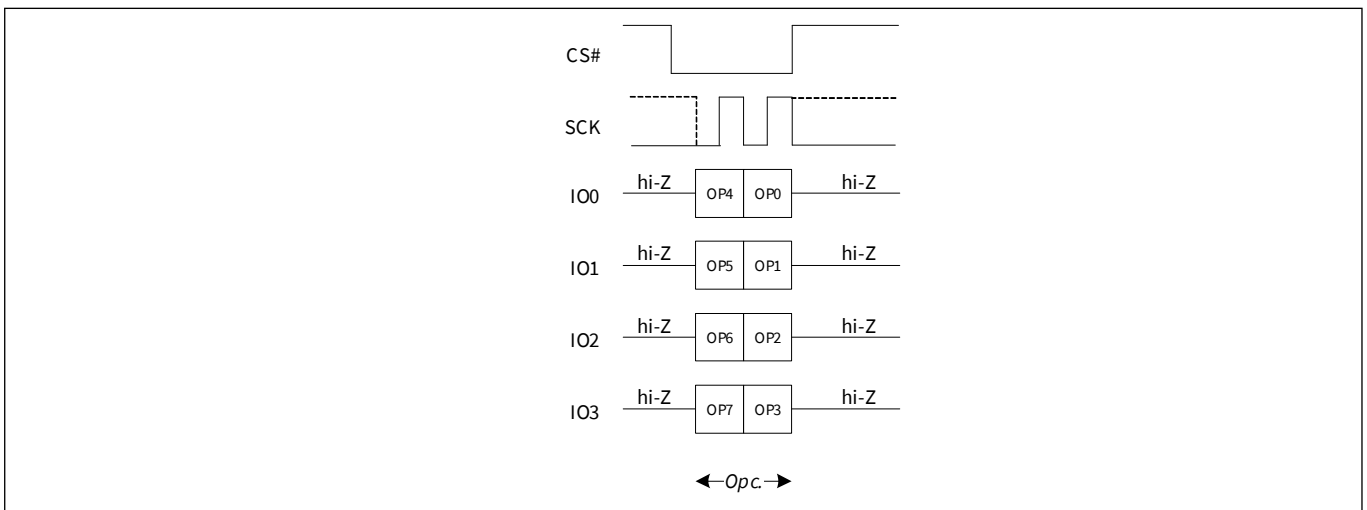 CS#
SCK
IO0 hi-Z OP4 OP0 hi-Z
IO1 hi-Z OP5 OP1 hi-Z
IO2 hi-Z OP6 OP2 hi-Z
IO3 hi-Z OP7 OP3 hi-Z
Opc.